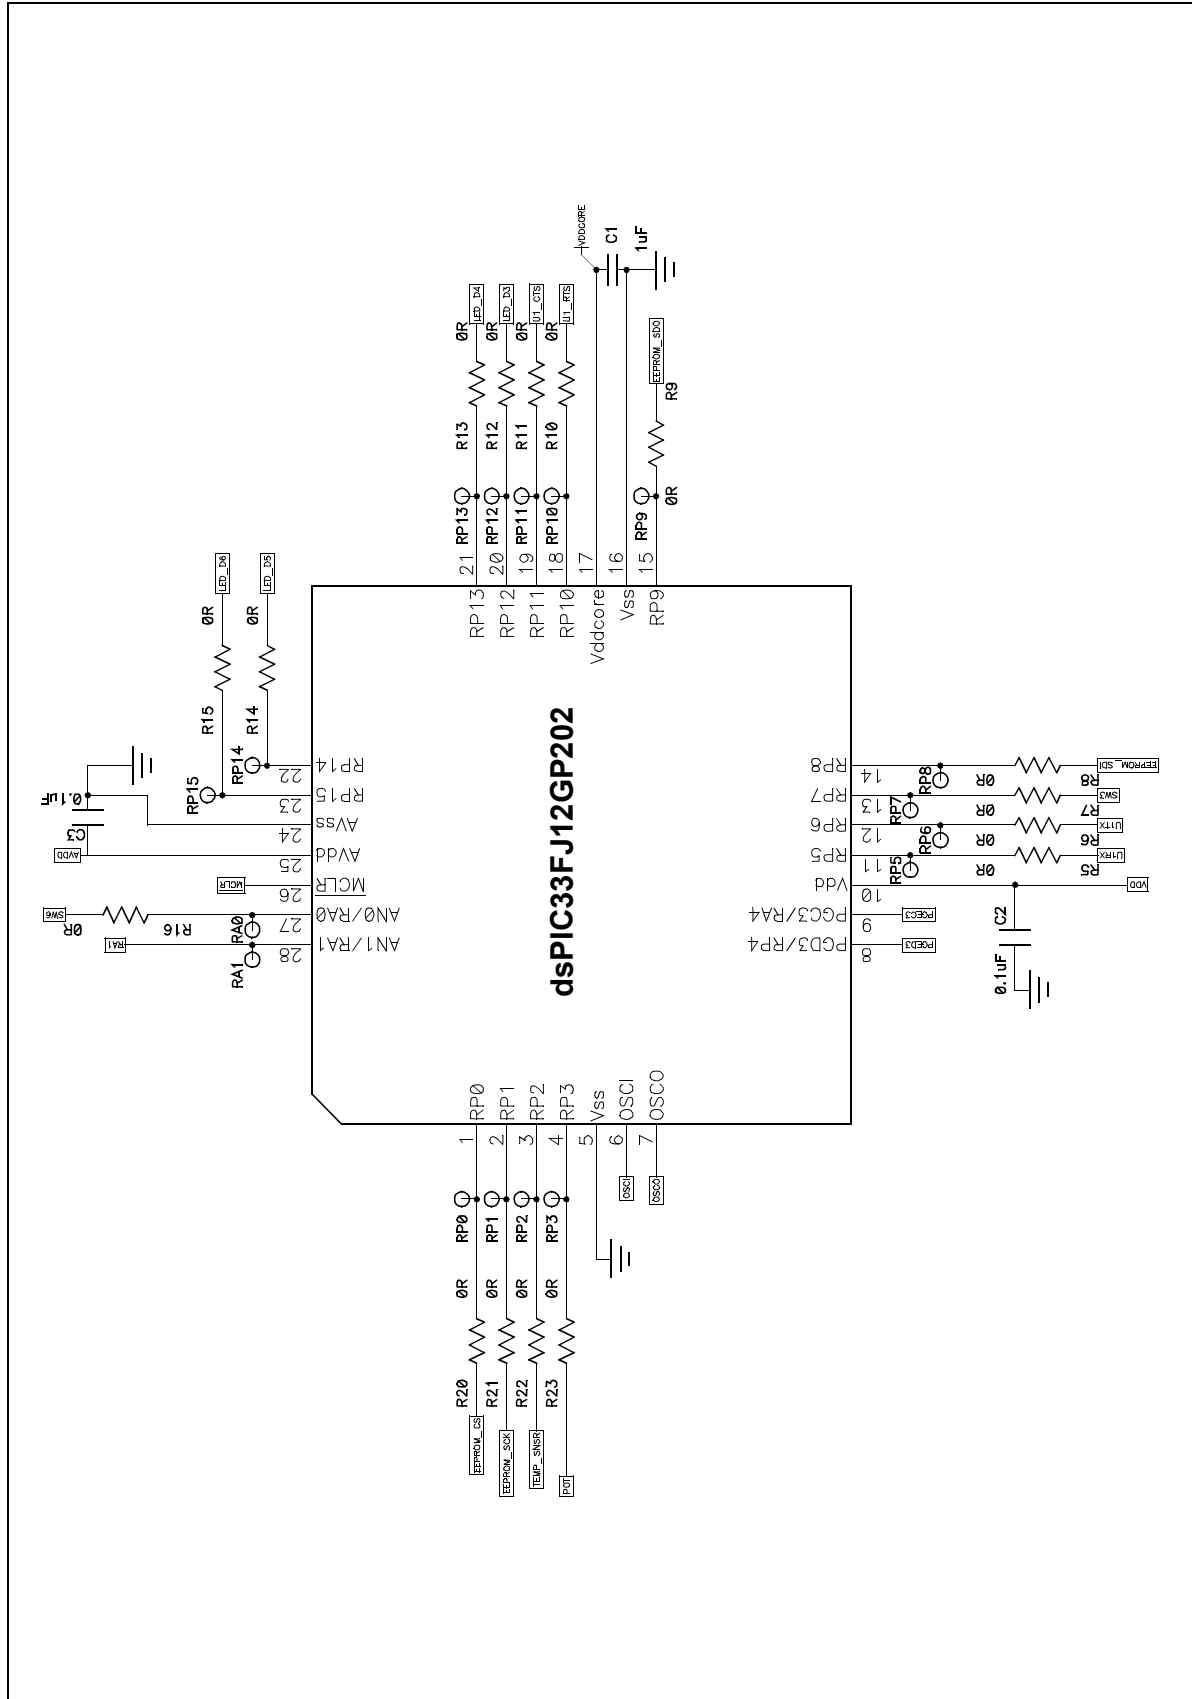 VDDCORE
C1
1uF
LED_D4
LED_D3
U1_CTS
U1_RTS
0R
0R
0R
0R
R13
R12
R11
R10
EEPROM_SDO
R9
0R
RP13
RP12
RP11
RP10
RP9
21
20
19
18
17
16
15
RP13
RP12
RP11
RP10
Vddcore
Vss
RP9
LED_D6
LED_D5
0R
0R
R15
R14
RP15
RP14
0.1uF
C3
AVDD
MCLR
SW6
0R
R16
RA1
RA0
RA1
22
23
24
25
26
27
28
RP14
RP15
AVss
AVdd
MCLR
AN0/RA0
AN1/RA1
dsPIC33FJ12GP202
RP8
RP7
RP6
RP5
Vdd
PGC3/RA4
PGD3/RP4
14
13
12
11
10
9
8
RP8
RP7
RP6
RP5
0R
0R
0R
0R
R8
R7
R6
R5
EEPROM_SDI
SW3
U1TX
U1RX
VDD
PGEC3
PGED3
C2
0.1uF
RP0
RP1
RP2
RP3
Vss
OSCI
OSCO
1
2
3
4
5
6
7
RP0
RP1
RP2
RP3
OSCI
OSCO
0R
0R
0R
0R
R20
R21
R22
R23
EEPROM_CS
EEPROM_SCK
TEMP_SNSR
POT